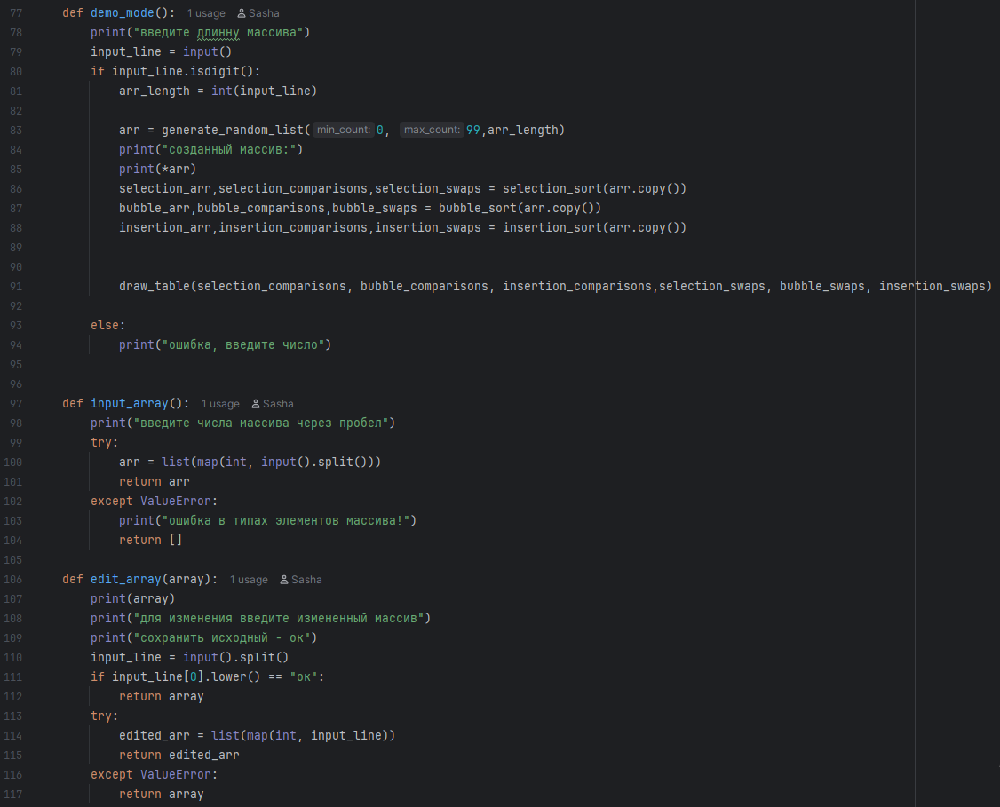 77 def demo_mode(): 1 usage Sasha
78 print("введите длинну массива")
79 input_line = input()
80 if input_line.isdigit():
81 arr_length = int(input_line)
82
83 arr = generate_random_list( min_count: 0, max_count: 99,arr_length)
84 print("созданный массив:")
85 print(*arr)
86 selection_arr,selection_comparisons,selection_swaps = selection_sort(arr.copy())
87 bubble_arr,bubble_comparisons,bubble_swaps = bubble_sort(arr.copy())
88 insertion_arr,insertion_comparisons,insertion_swaps = insertion_sort(arr.copy())
89
90
91 draw_table(selection_comparisons, bubble_comparisons, insertion_comparisons,selection_swaps, bubble_swaps, insertion_swaps)
92
93 else:
94 print("ошибка, введите число")
95
96
97 def input_array(): 1 usage Sasha
98 print("введите числа массива через пробел")
99 try:
100 arr = list(map(int, input().split()))
101 return arr
102 except ValueError:
103 print("ошибка в типах элементов массива!")
104 return []
105
106 def edit_array(array): 1 usage Sasha
107 print(array)
108 print("для изменения введите измененный массив")
109 print("сохранить исходный - ок")
110 input_line = input().split()
111 if input_line[0].lower() == "ок":
112 return array
113 try:
114 edited_arr = list(map(int, input_line))
115 return edited_arr
116 except ValueError:
117 return array